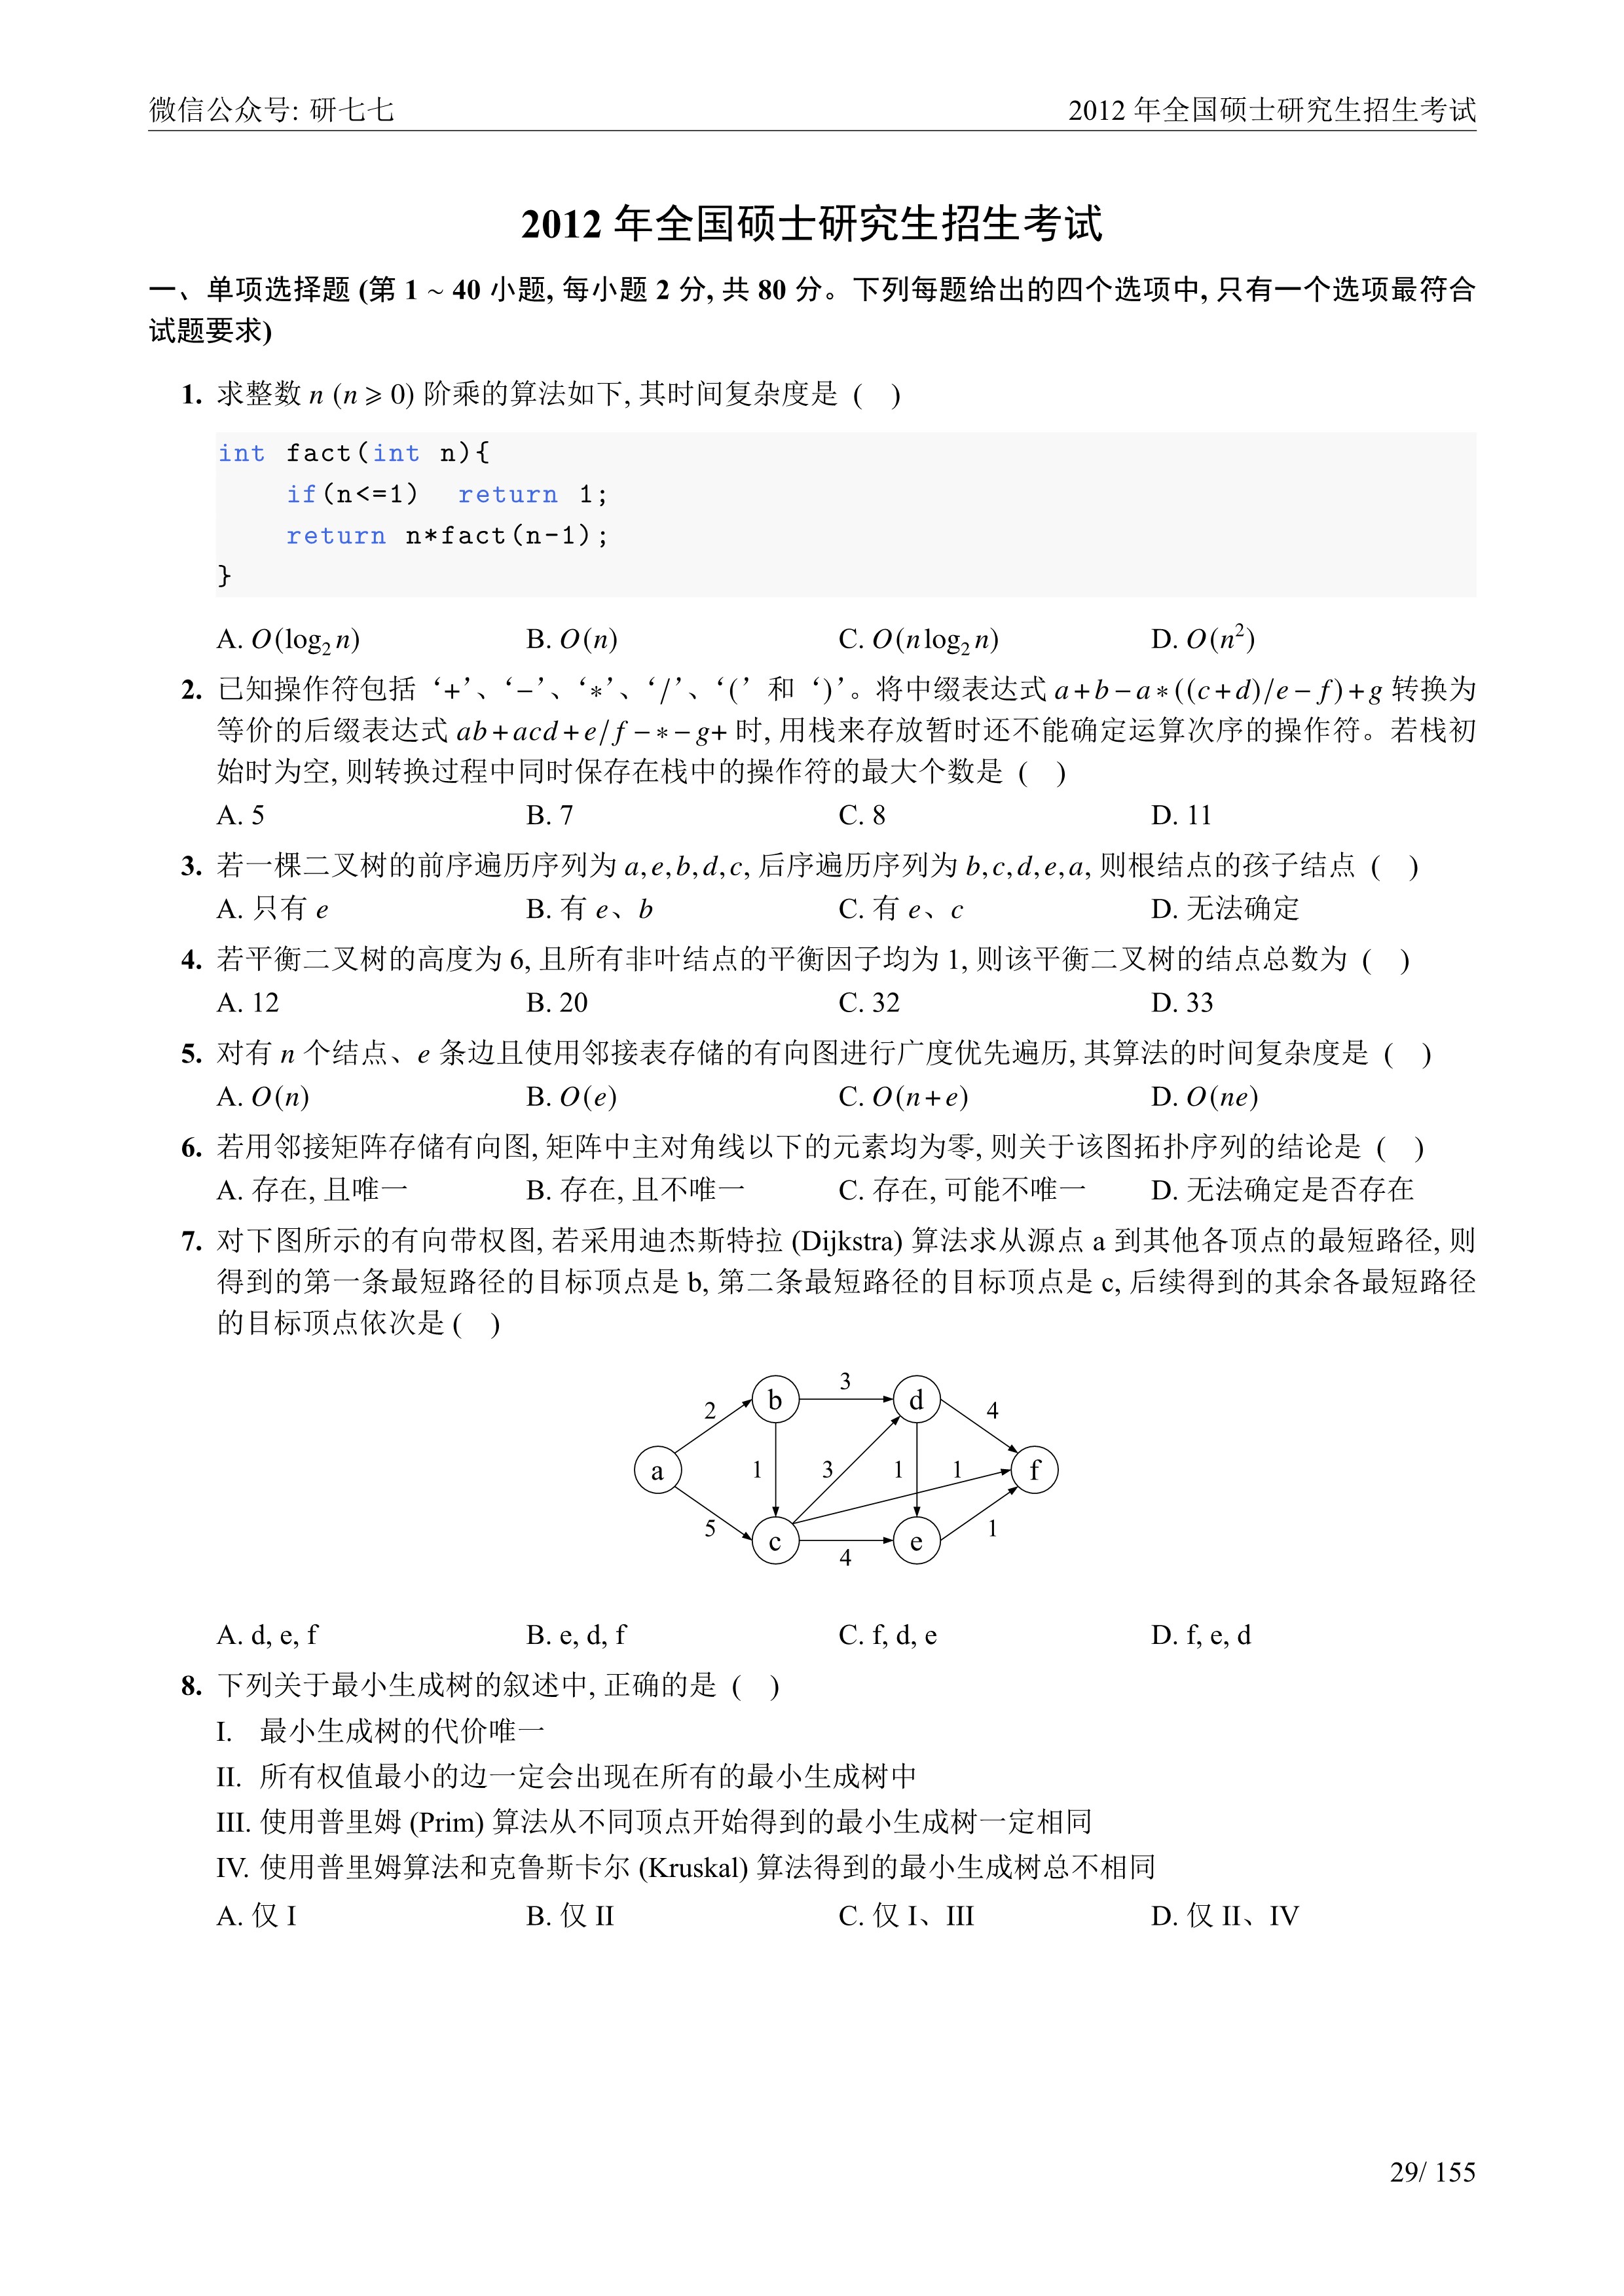 微信公众号: 研七七
2012 年全国硕士研究生招生考试
2012 年全国硕士研究生招生考试
一、单项选择题 (第 1 ~ 40 小题, 每小题 2 分, 共 80 分。下列每题给出的四个选项中, 只有一个选项最符合
试题要求)
1. 求整数 n (n ⩾ 0) 阶乘的算法如下, 其时间复杂度是 (   )
int fact(int n){
    if(n<=1)  return 1;
    return n*fact(n-1);
}
A. O(log₂ n) B. O(n) C. O(n log₂ n) D. O(n²)
2. 已知操作符包括 ‘+’、‘−’、‘∗’、‘/’、‘(’ 和 ‘)’。将中缀表达式 a+b−a∗((c+d)/e−f)+g 转换为
等价的后缀表达式 ab+acd+e/f−∗−g+ 时, 用栈来存放暂时还不能确定运算次序的操作符。若栈初
始时为空, 则转换过程中同时保存在栈中的操作符的最大个数是 (   )
A. 5 B. 7 C. 8 D. 11
3. 若一棵二叉树的前序遍历序列为 a,e,b,d,c, 后序遍历序列为 b,c,d,e,a, 则根结点的孩子结点 (   )
A. 只有 e B. 有 e、b C. 有 e、c D. 无法确定
4. 若平衡二叉树的高度为 6, 且所有非叶结点的平衡因子均为 1, 则该平衡二叉树的结点总数为 (   )
A. 12 B. 20 C. 32 D. 33
5. 对有 n 个结点、e 条边且使用邻接表存储的有向图进行广度优先遍历, 其算法的时间复杂度是 (   )
A. O(n) B. O(e) C. O(n+e) D. O(ne)
6. 若用邻接矩阵存储有向图, 矩阵中主对角线以下的元素均为零, 则关于该图拓扑序列的结论是 (   )
A. 存在, 且唯一 B. 存在, 且不唯一 C. 存在, 可能不唯一 D. 无法确定是否存在
7. 对下图所示的有向带权图, 若采用迪杰斯特拉 (Dijkstra) 算法求从源点 a 到其他各顶点的最短路径, 则
得到的第一条最短路径的目标顶点是 b, 第二条最短路径的目标顶点是 c, 后续得到的其余各最短路径
的目标顶点依次是 (   )
3
b d
2 4
a 1 3 1 1 f
5 1
c e
4
A. d, e, f B. e, d, f C. f, d, e D. f, e, d
8. 下列关于最小生成树的叙述中, 正确的是 (   )
I. 最小生成树的代价唯一
II. 所有权值最小的边一定会出现在所有的最小生成树中
III. 使用普里姆 (Prim) 算法从不同顶点开始得到的最小生成树一定相同
IV. 使用普里姆算法和克鲁斯卡尔 (Kruskal) 算法得到的最小生成树总不相同
A. 仅 I B. 仅 II C. 仅 I、III D. 仅 II、IV
29/ 155